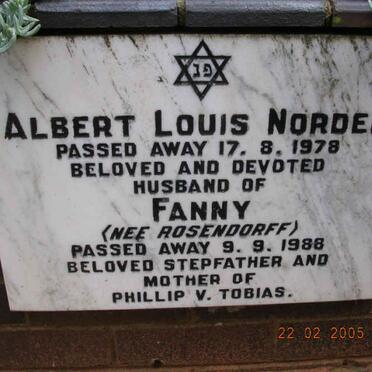 פנ
ALBERT LOUIS NORDE
PASSED AWAY 17. 8. 1978
BELOVED AND DEVOTED
HUSBAND OF
FANNY
(NEE ROSENDORFF)
PASSED AWAY 9. 9. 1988
BELOVED STEPFATHER AND
MOTHER OF
PHILLIP V. TOBIAS.
22 02 2005